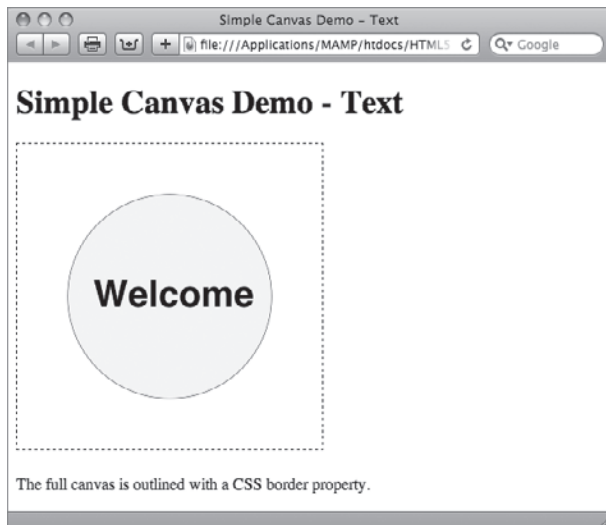 Simple Canvas Demo - Text
file:///Applications/MAMP/htdocs/HTML5
Google
Simple Canvas Demo - Text
Welcome
The full canvas is outlined with a CSS border property.